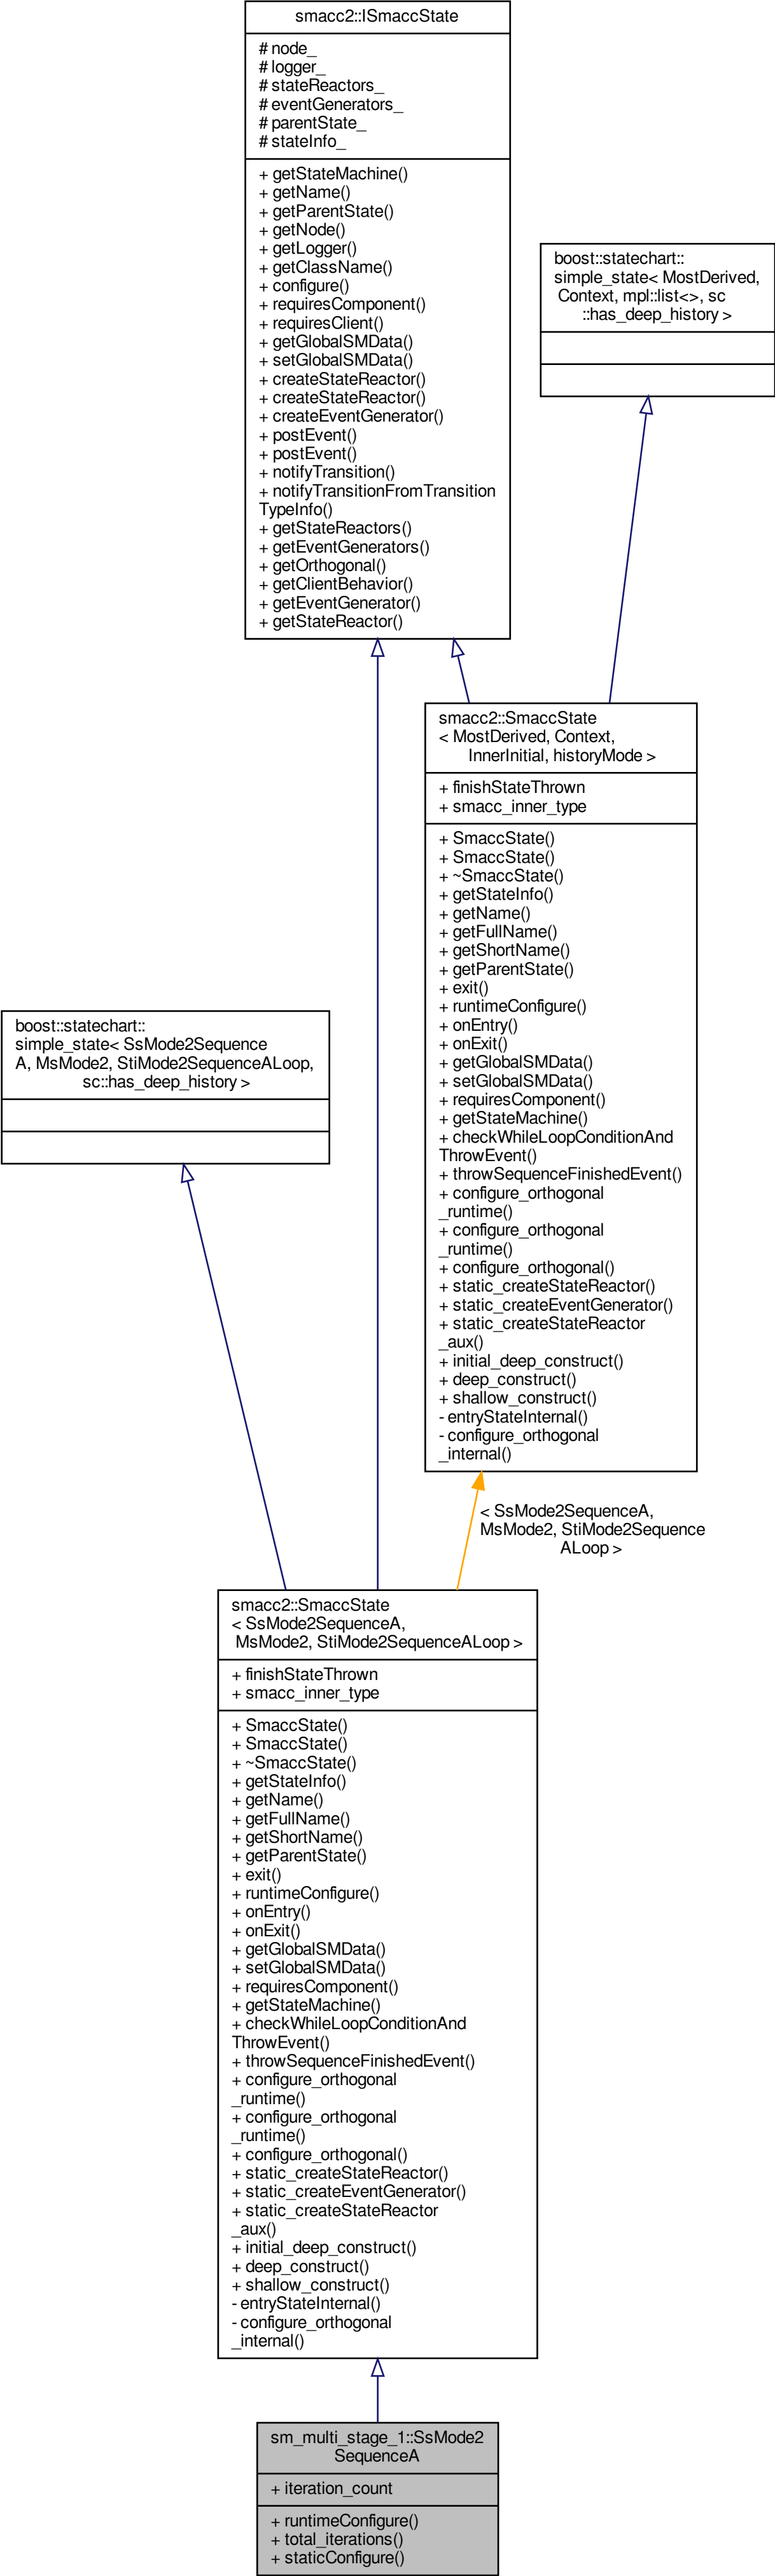 smacc2::ISmaccState
# node_
# logger_
# stateReactors_
# eventGenerators_
# parentState_
# stateInfo_
+ getStateMachine()
+ getName()
+ getParentState()
+ getNode()
+ getLogger()
+ getClassName()
+ configure()
+ requiresComponent()
+ requiresClient()
+ getGlobalSMData()
+ setGlobalSMData()
+ createStateReactor()
+ createStateReactor()
+ createEventGenerator()
+ postEvent()
+ postEvent()
+ notifyTransition()
+ notifyTransitionFromTransition
TypeInfo()
+ getStateReactors()
+ getEventGenerators()
+ getOrthogonal()
+ getClientBehavior()
+ getEventGenerator()
+ getStateReactor()
boost::statechart::
simple_state< MostDerived,
Context, mpl::list<>, sc
::has_deep_history >
smacc2::SmaccState
< MostDerived, Context,
InnerInitial, historyMode >
+ finishStateThrown
+ smacc_inner_type
+ SmaccState()
+ SmaccState()
+ ~SmaccState()
+ getStateInfo()
+ getName()
+ getFullName()
+ getShortName()
+ getParentState()
+ exit()
+ runtimeConfigure()
+ onEntry()
+ onExit()
+ getGlobalSMData()
+ setGlobalSMData()
+ requiresComponent()
+ getStateMachine()
+ checkWhileLoopConditionAnd
ThrowEvent()
+ throwSequenceFinishedEvent()
+ configure_orthogonal
_runtime()
+ configure_orthogonal
_runtime()
+ configure_orthogonal()
+ static_createStateReactor()
+ static_createEventGenerator()
+ static_createStateReactor
_aux()
+ initial_deep_construct()
+ deep_construct()
+ shallow_construct()
- entryStateInternal()
- configure_orthogonal
_internal()
boost::statechart::
simple_state< SsMode2Sequence
A, MsMode2, StiMode2SequenceALoop,
sc::has_deep_history >
< SsMode2SequenceA,
MsMode2, StiMode2Sequence
ALoop >
smacc2::SmaccState
< SsMode2SequenceA,
MsMode2, StiMode2SequenceALoop >
+ finishStateThrown
+ smacc_inner_type
+ SmaccState()
+ SmaccState()
+ ~SmaccState()
+ getStateInfo()
+ getName()
+ getFullName()
+ getShortName()
+ getParentState()
+ exit()
+ runtimeConfigure()
+ onEntry()
+ onExit()
+ getGlobalSMData()
+ setGlobalSMData()
+ requiresComponent()
+ getStateMachine()
+ checkWhileLoopConditionAnd
ThrowEvent()
+ throwSequenceFinishedEvent()
+ configure_orthogonal
_runtime()
+ configure_orthogonal
_runtime()
+ configure_orthogonal()
+ static_createStateReactor()
+ static_createEventGenerator()
+ static_createStateReactor
_aux()
+ initial_deep_construct()
+ deep_construct()
+ shallow_construct()
- entryStateInternal()
- configure_orthogonal
_internal()
sm_multi_stage_1::SsMode2
SequenceA
+ iteration_count
+ runtimeConfigure()
+ total_iterations()
+ staticConfigure()